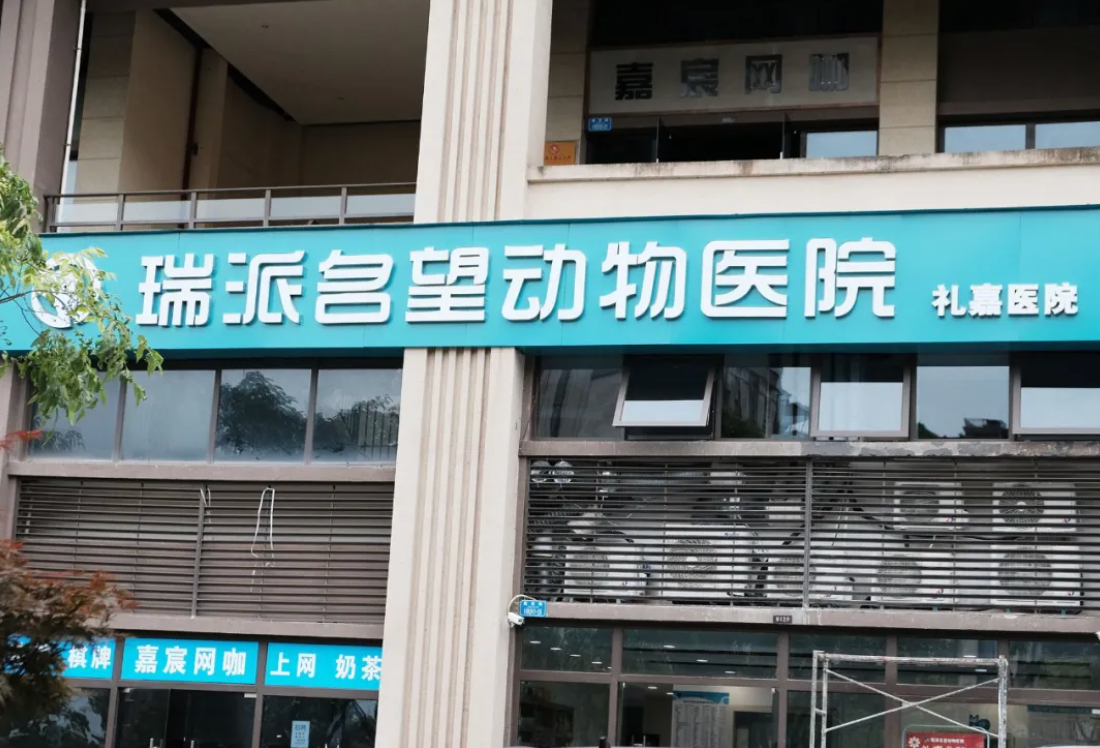 嘉宸网咖
瑞派名望动物医院 礼嘉医院
棋牌 嘉宸网咖 上网 奶茶